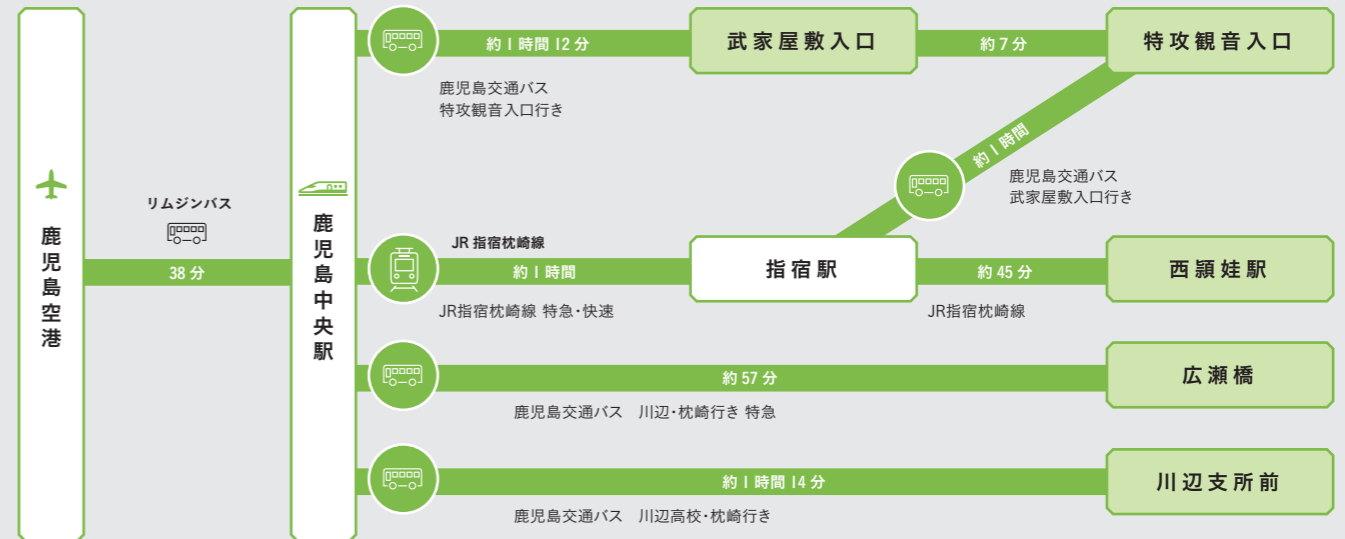 鹿児島空港
リムジンバス
38分
鹿児島中央駅
約1時間12分
鹿児島交通バス
特攻観音入口行き
武家屋敷入口
約7分
特攻観音入口
約1時間
鹿児島交通バス
武家屋敷入口行き
JR指宿枕崎線
約1時間
JR指宿枕崎線 特急・快速
指宿駅
約45分
JR指宿枕崎線
西頴娃駅
約57分
鹿児島交通バス 川辺・枕崎行き 特急
広瀬橋
約1時間14分
鹿児島交通バス 川辺高校・枕崎行き
川辺支所前